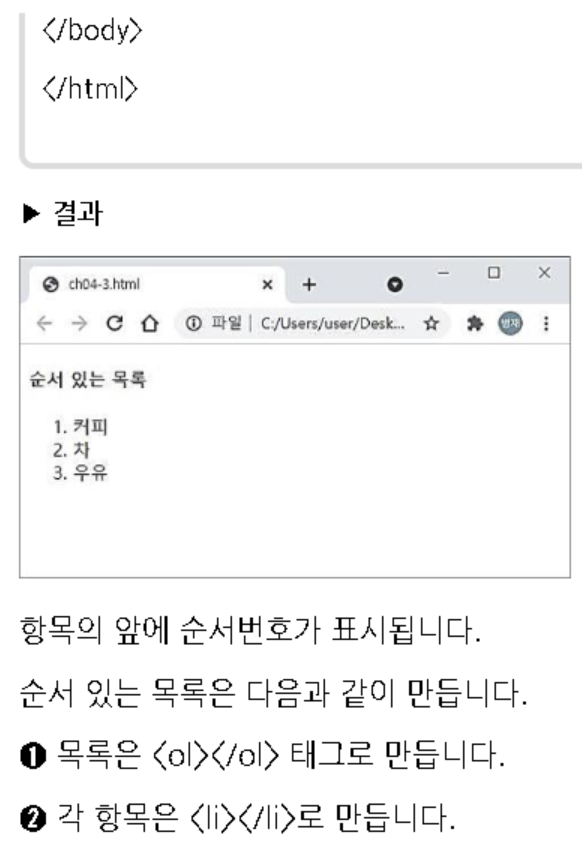 〈/body〉
〈/html〉
▶ 결과
ch04-3.html
파일 | C:/Users/user/Desk...
병재
순서 있는 목록
1. 커피
2. 차
3. 우유
항목의 앞에 순서번호가 표시됩니다.
순서 있는 목록은 다음과 같이 만듭니다.
❶ 목록은 〈ol〉〈/ol〉 태그로 만듭니다.
❷ 각 항목은 〈li〉〈/li〉로 만듭니다.